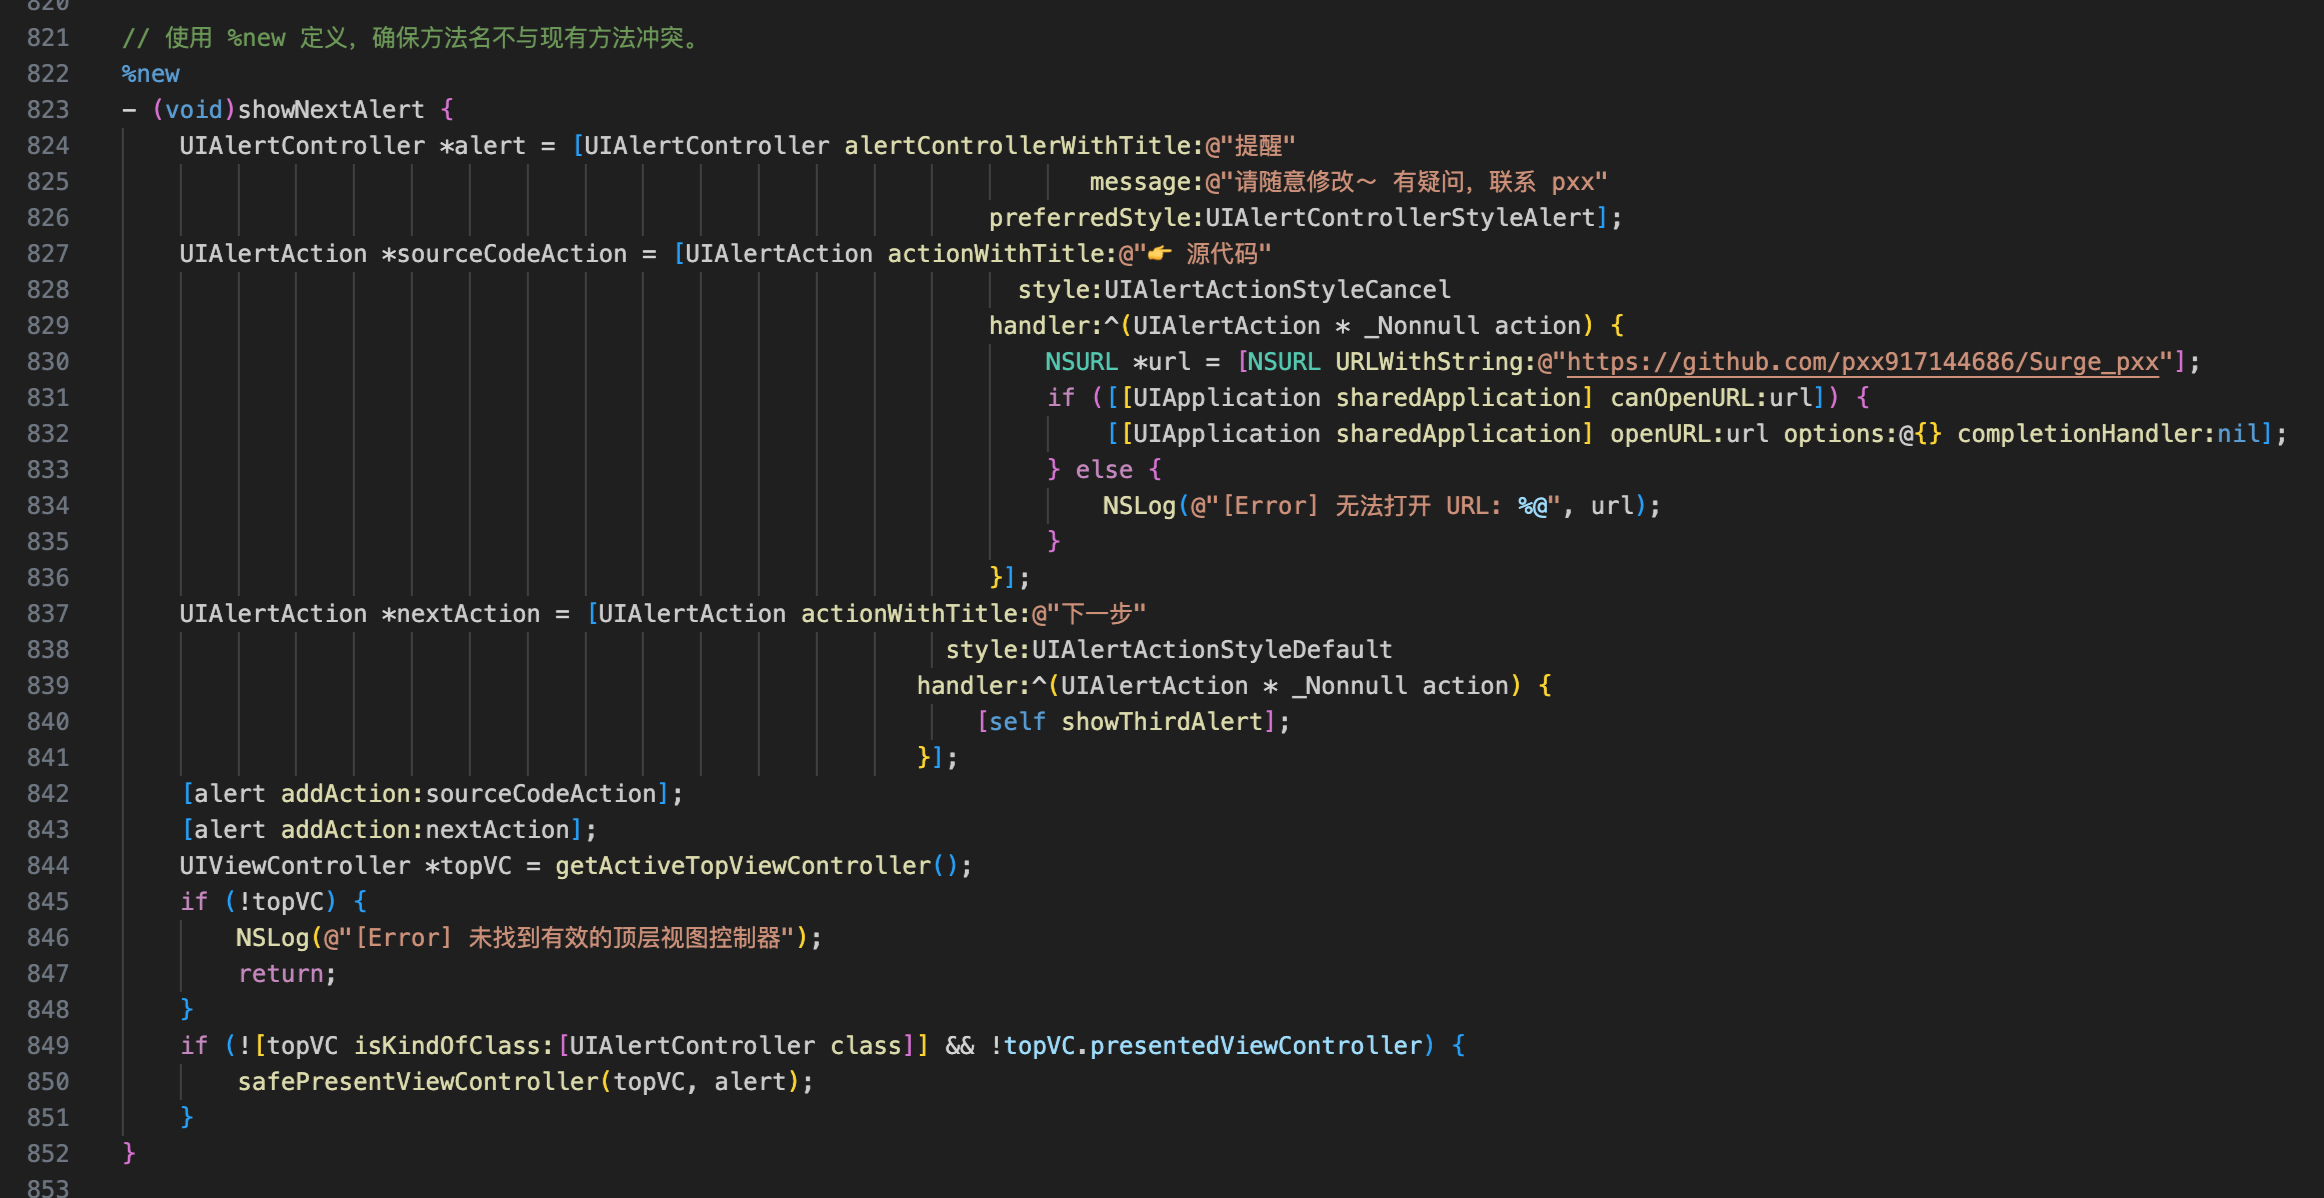 820
821 // 使用 %new 定义，确保方法名不与现有方法冲突。
822 %new
823 - (void)showNextAlert {
824     UIAlertController *alert = [UIAlertController alertControllerWithTitle:@"提醒"
825                                                                    message:@"请随意修改～ 有疑问，联系 pxx"
826                                                             preferredStyle:UIAlertControllerStyleAlert];
827     UIAlertAction *sourceCodeAction = [UIAlertAction actionWithTitle:@"👉 源代码"
828                                                               style:UIAlertActionStyleCancel
829                                                             handler:^(UIAlertAction * _Nonnull action) {
830                                                                 NSURL *url = [NSURL URLWithString:@"https://github.com/pxx917144686/Surge_pxx"];
831                                                                 if ([[UIApplication sharedApplication] canOpenURL:url]) {
832                                                                     [[UIApplication sharedApplication] openURL:url options:@{} completionHandler:nil];
833                                                                 } else {
834                                                                     NSLog(@"[Error] 无法打开 URL: %@", url);
835                                                                 }
836                                                             }];
837     UIAlertAction *nextAction = [UIAlertAction actionWithTitle:@"下一步"
838                                                          style:UIAlertActionStyleDefault
839                                                        handler:^(UIAlertAction * _Nonnull action) {
840                                                            [self showThirdAlert];
841                                                        }];
842     [alert addAction:sourceCodeAction];
843     [alert addAction:nextAction];
844     UIViewController *topVC = getActiveTopViewController();
845     if (!topVC) {
846         NSLog(@"[Error] 未找到有效的顶层视图控制器");
847         return;
848     }
849     if (![topVC isKindOfClass:[UIAlertController class]] && !topVC.presentedViewController) {
850         safePresentViewController(topVC, alert);
851     }
852 }
853